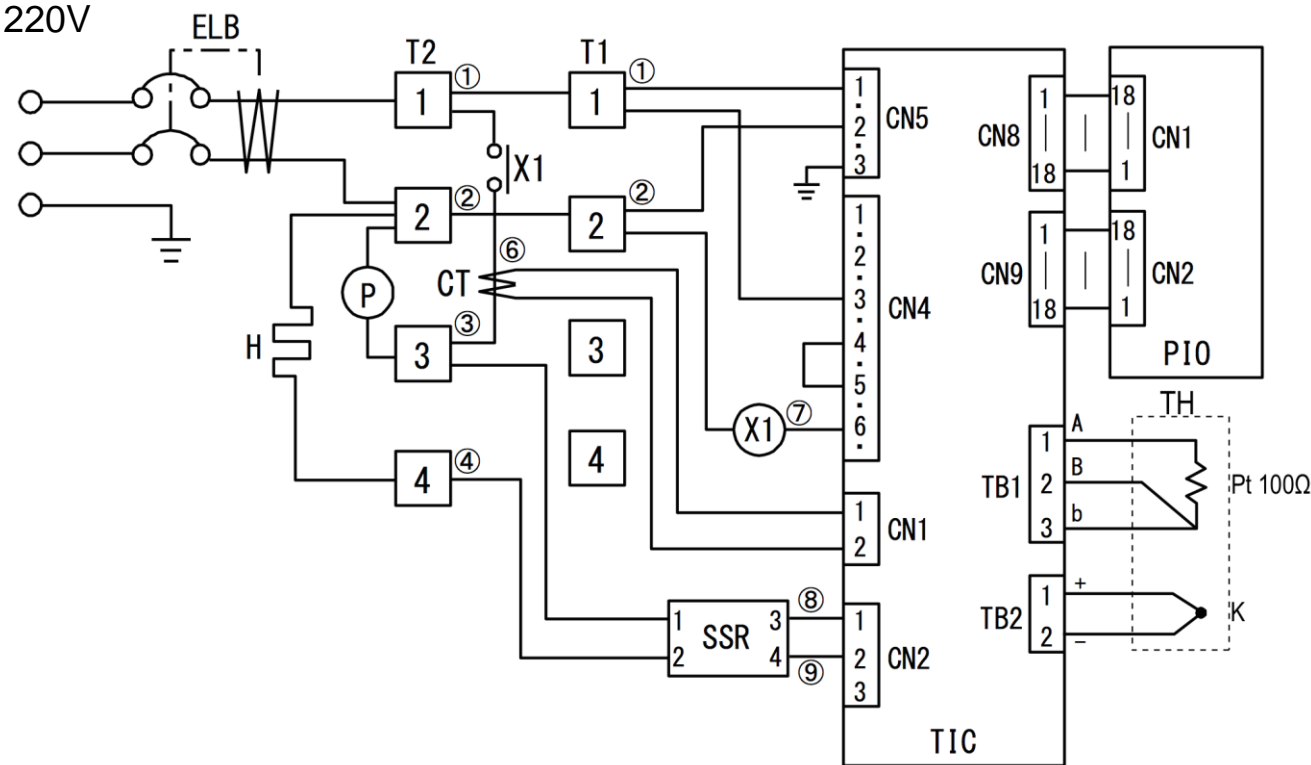 220V
ELB
T2
T1
1
①
1
①
X1
2
②
2
②
⑥
CT
P
H
3
③
3
4
④
4
X1
⑦
SSR
1
2
3
4
⑧
⑨
CN5
1
2
3
CN4
1
2
3
4
5
6
CN1
1
2
CN2
1
2
3
TIC
CN8
1
18
CN9
1
18
18
1
CN1
18
1
CN2
PIO
TH
TB1
1
2
3
A
B
b
Pt 100Ω
TB2
1
2
+
−
K